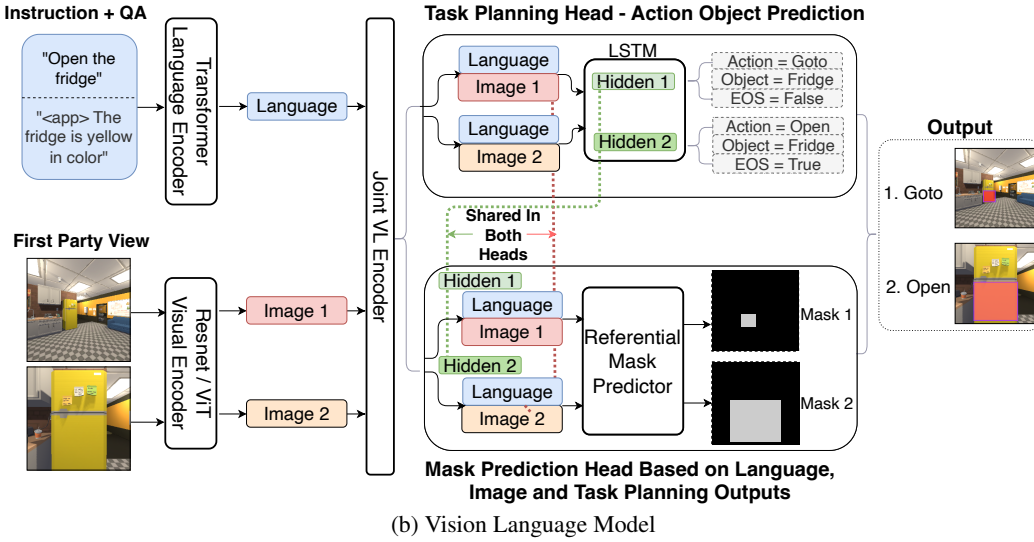 Instruction + QA
"Open the
fridge"
"<app> The
fridge is yellow
in color"
Transformer
Language Encoder
Language
First Party View
Resnet / ViT
Visual Encoder
Image 1
Image 2
Joint VL Encoder
Task Planning Head - Action Object Prediction
Language
Image 1
Language
Image 2
LSTM
Hidden 1
Hidden 2
Action = Goto
Object = Fridge
EOS = False
Action = Open
Object = Fridge
EOS = True
Shared In
Both
Heads
Hidden 1
Language
Image 1
Hidden 2
Language
Image 2
Referential
Mask
Predictor
Mask 1
Mask 2
Mask Prediction Head Based on Language,
Image and Task Planning Outputs
Output
1. Goto
2. Open
(b) Vision Language Model